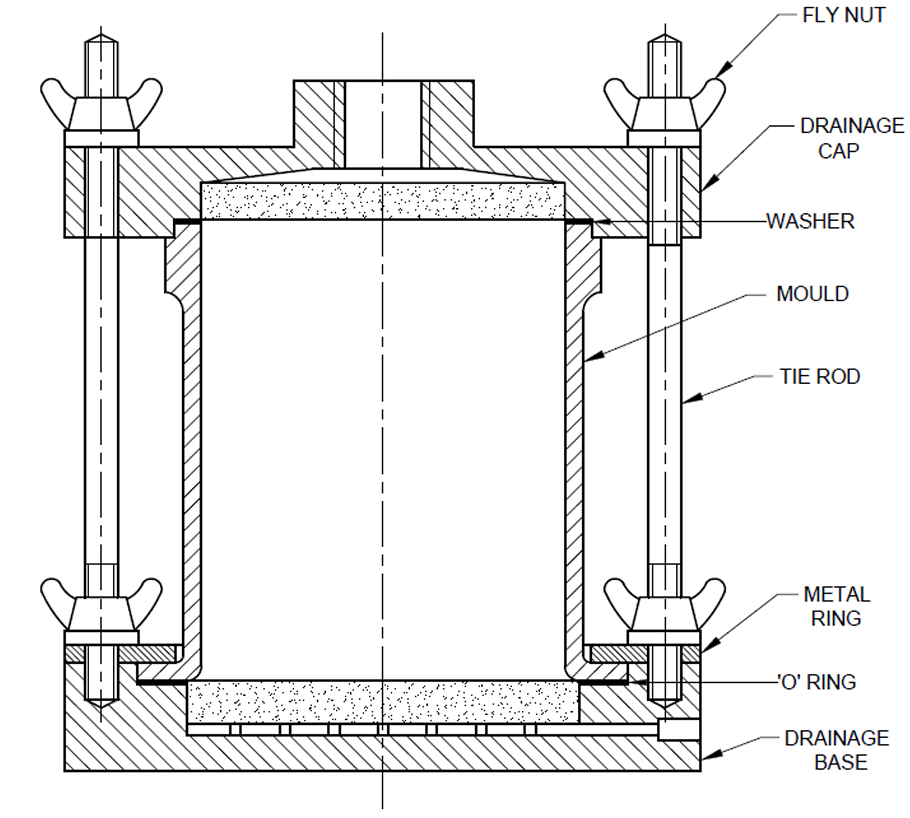 FLY NUT
DRAINAGE
CAP
WASHER
MOULD
TIE ROD
METAL
RING
'O' RING
DRAINAGE
BASE